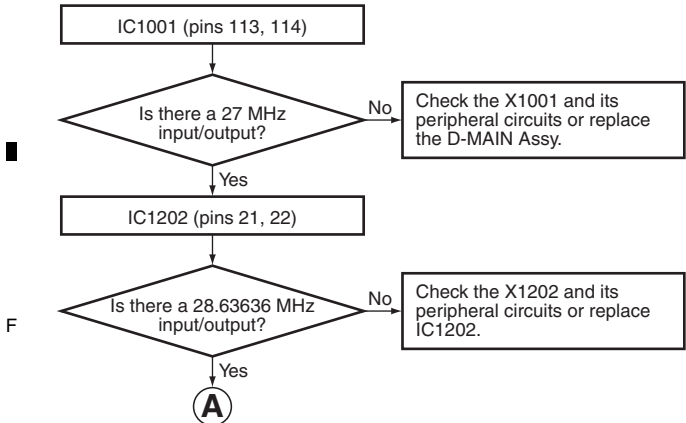 IC1001 (pins 113, 114)
Is there a 27 MHz
input/output?
No
Check the X1001 and its
peripheral circuits or replace
the D-MAIN Assy.
Yes
IC1202 (pins 21, 22)
Is there a 28.63636 MHz
input/output?
No
Check the X1202 and its
peripheral circuits or replace
IC1202.
F
Yes
A